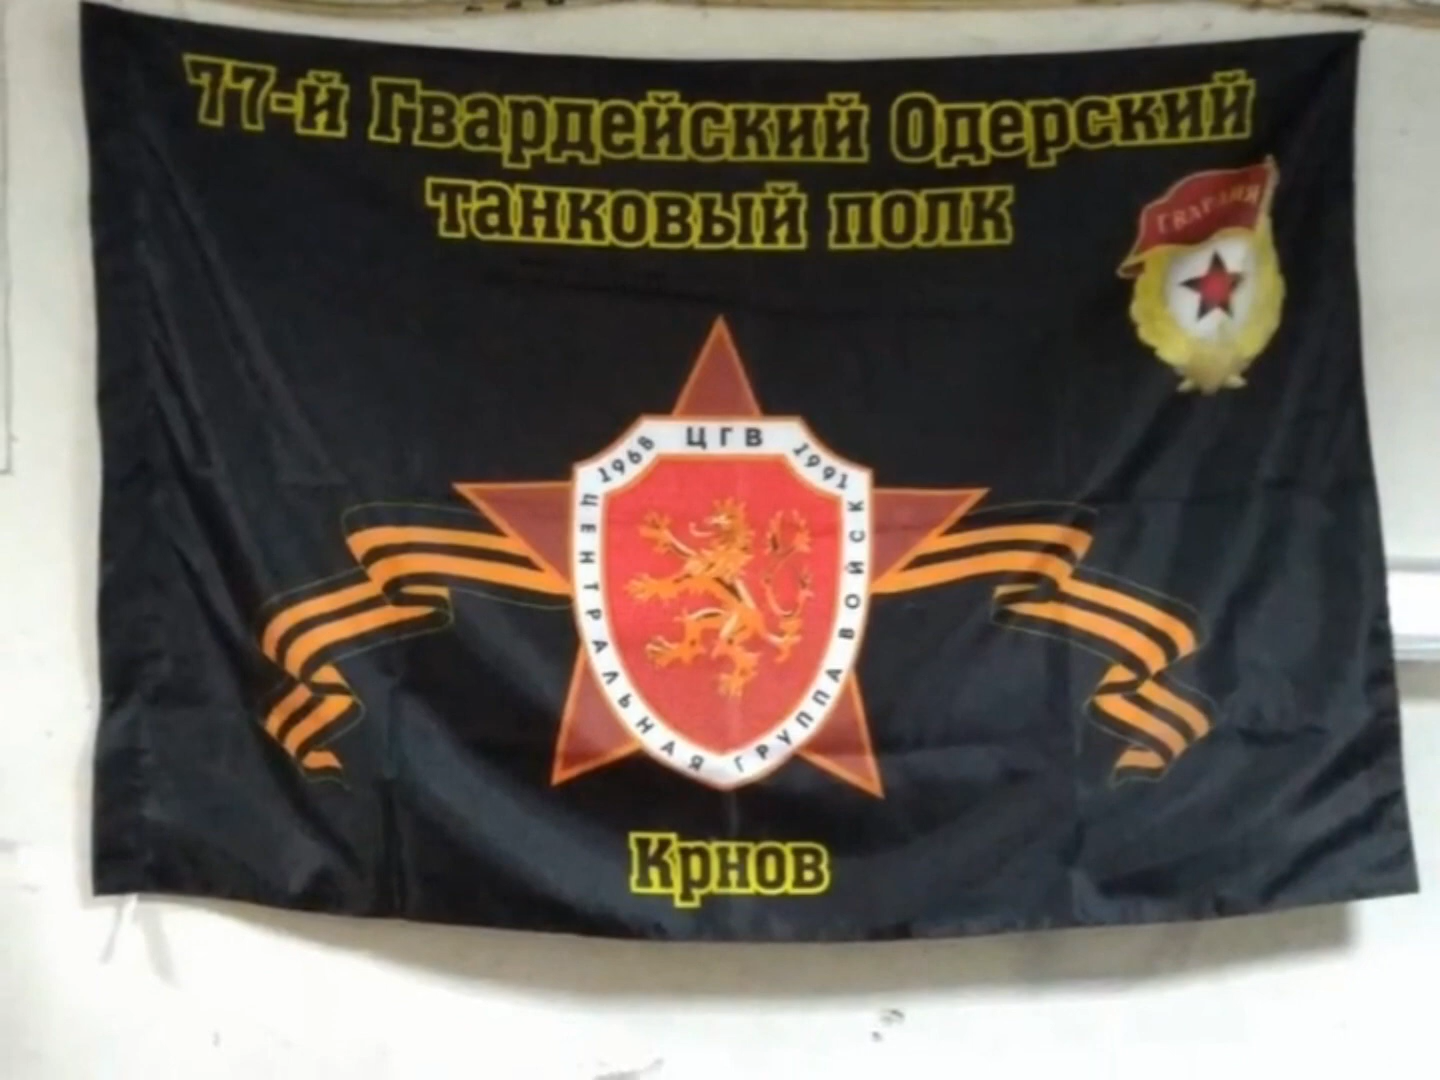 77-й Гвардейский Одерский
танковый полк
ГВАРДИЯ
1968 ЦГВ 1991
ЦЕНТРАЛЬНАЯ ГРУППА ВОЙСК
Крнов